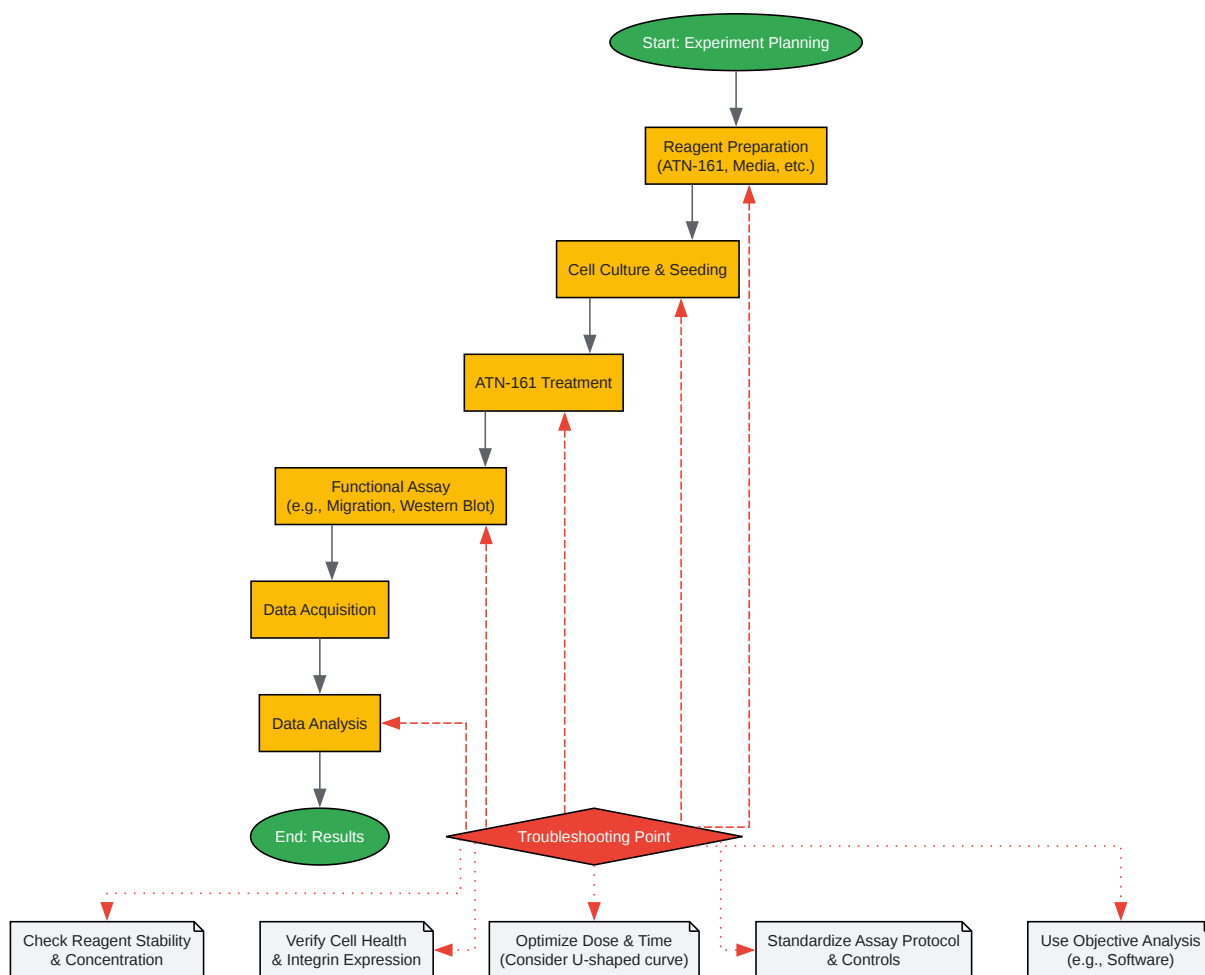 Start: Experiment Planning
Reagent Preparation
(ATN-161, Media, etc.)
Cell Culture & Seeding
ATN-161 Treatment
Functional Assay
(e.g., Migration, Western Blot)
Data Acquisition
Data Analysis
End: Results
Troubleshooting Point
Check Reagent Stability
& Concentration
Verify Cell Health
& Integrin Expression
Optimize Dose & Time
(Consider U-shaped curve)
Standardize Assay Protocol
& Controls
Use Objective Analysis
(e.g., Software)